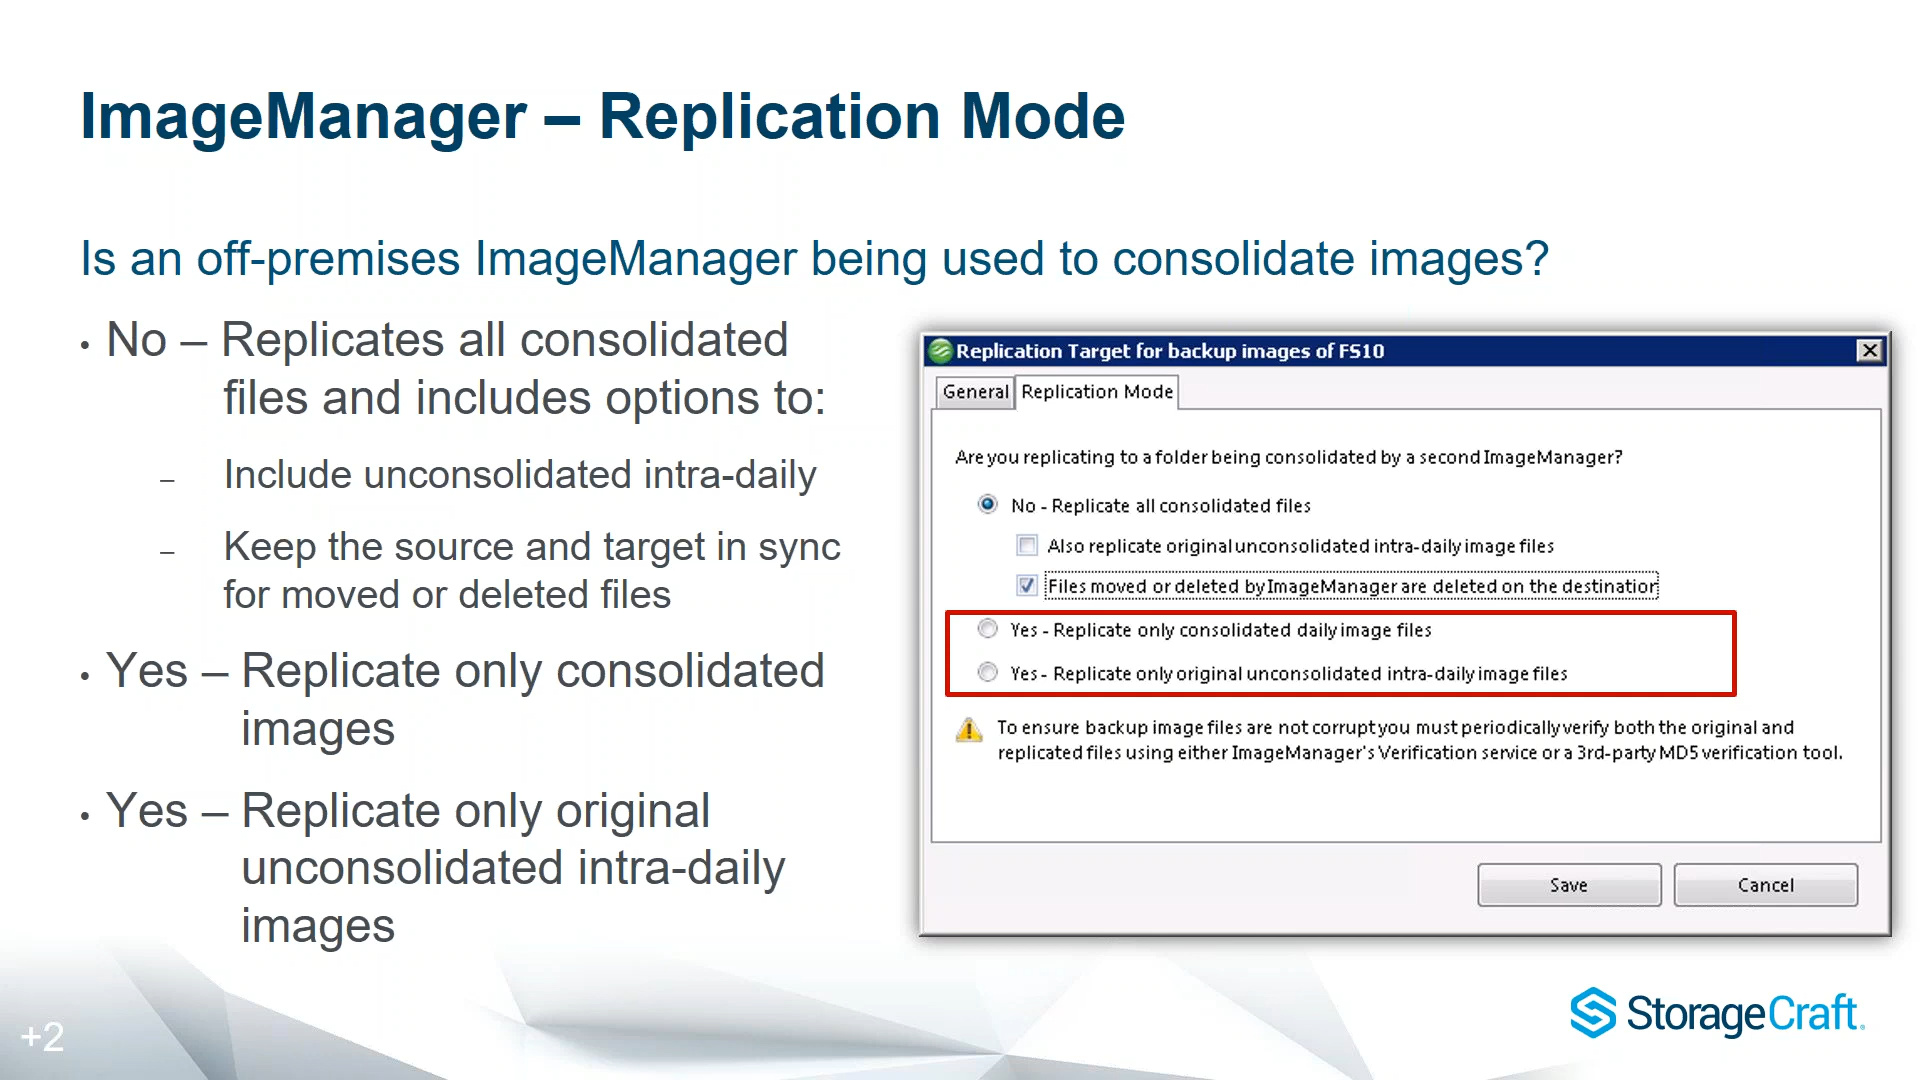 ImageManager – Replication Mode
Is an off-premises ImageManager being used to consolidate images?
• No – Replicates all consolidated
files and includes options to:
– Include unconsolidated intra-daily
– Keep the source and target in sync
for moved or deleted files
• Yes – Replicate only consolidated
images
• Yes – Replicate only original
unconsolidated intra-daily
images
Replication Target for backup images of FS10
General
Replication Mode
Are you replicating to a folder being consolidated by a second ImageManager?
No - Replicate all consolidated files
Also replicate original unconsolidated intra-daily image files
Files moved or deleted by ImageManager are deleted on the destination
Yes - Replicate only consolidated daily image files
Yes - Replicate only original unconsolidated intra-daily image files
To ensure backup image files are not corrupt you must periodically verify both the original and
replicated files using either ImageManager's Verification service or a 3rd-party MD5 verification tool.
Save
Cancel
+2
StorageCraft